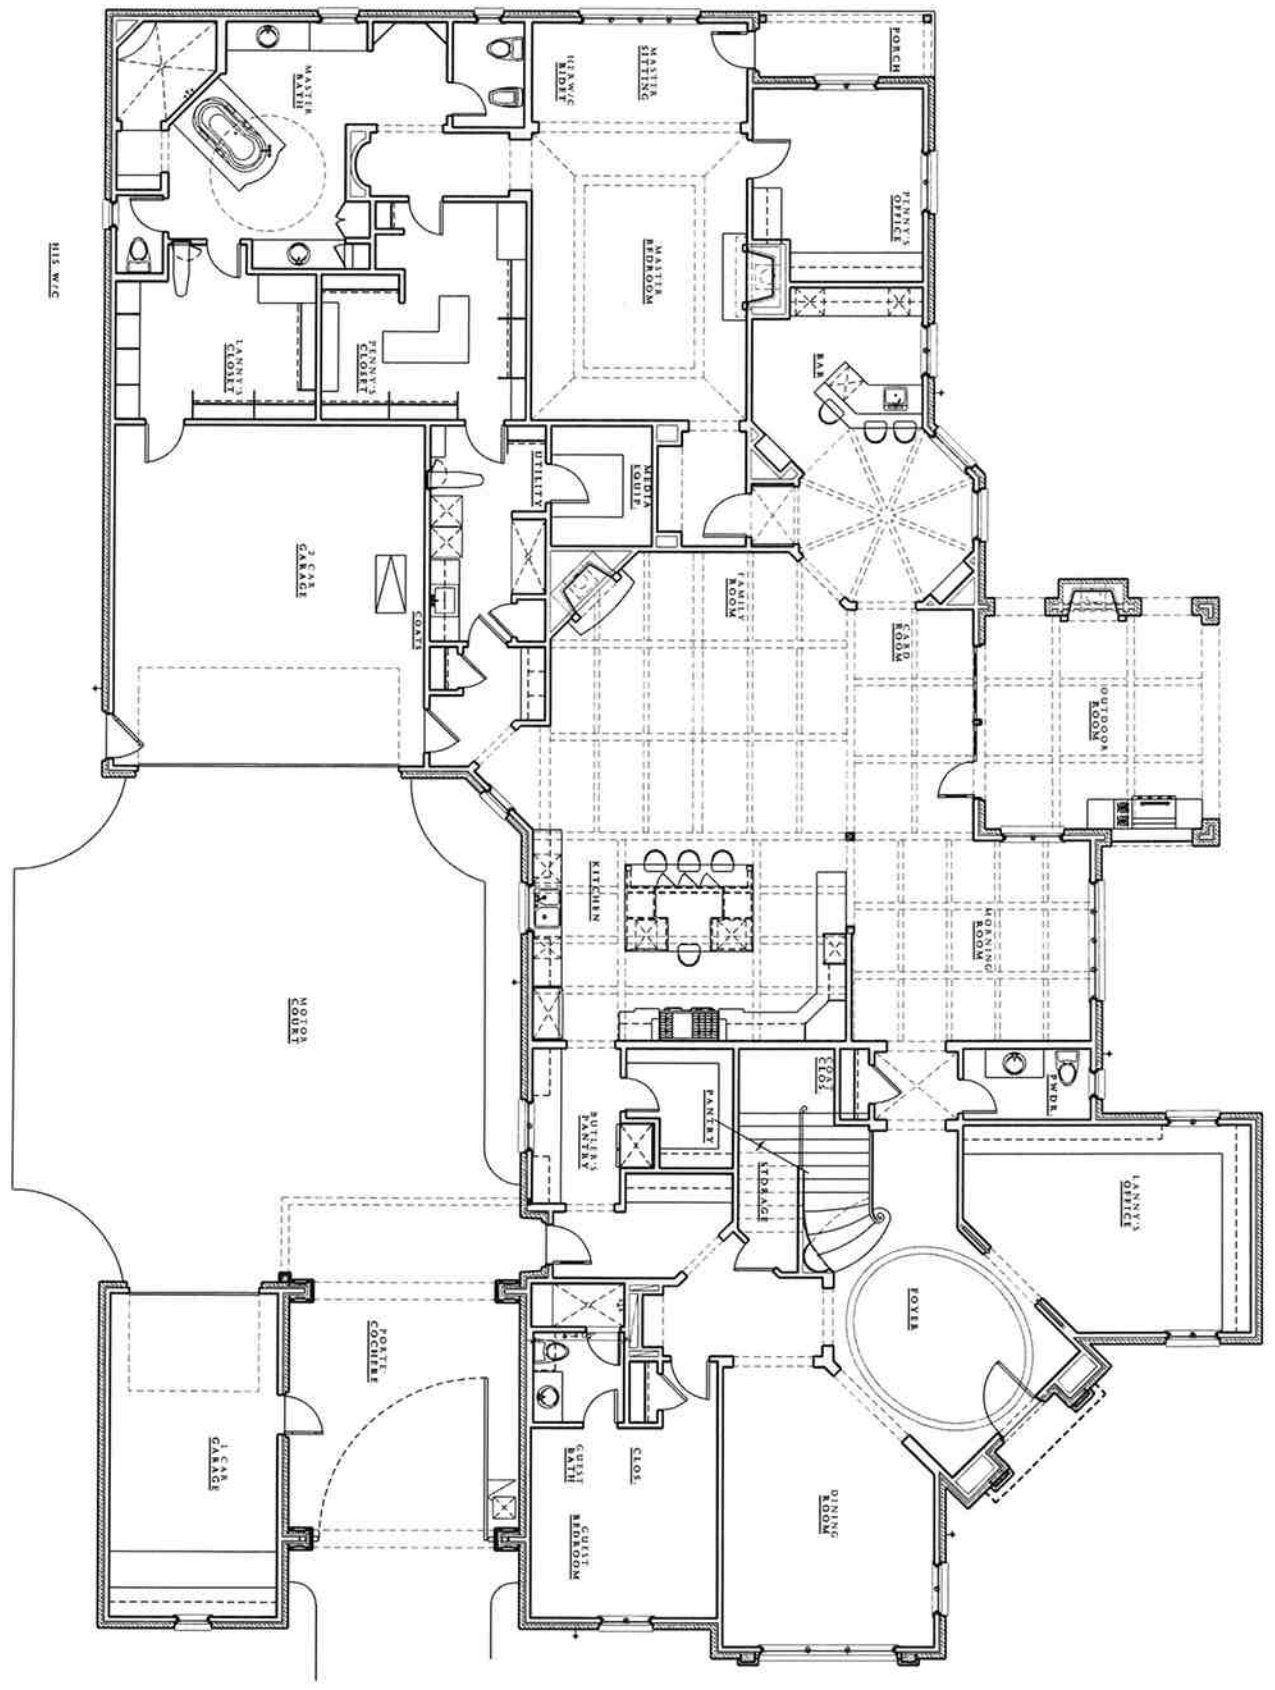 PORCH
MASTER
SITTING
HER W/C
BIDET
MASTER
BATH
PENNY'S
OFFICE
MASTER
BEDROOM
HIS W/C
BAR
PENNY'S
CLOSET
LANNY'S
CLOSET
MEDIA
EQUIP.
UTILITY
2 CAR
GARAGE
FAMILY
ROOM
COATS
CARD
ROOM
OUTDOOR
ROOM
KITCHEN
MORNING
ROOM
MOTOR
COURT
COAT
CLOS.
PWDR.
PANTRY
BUTLER'S
PANTRY
STORAGE
LANNY'S
OFFICE
FOYER
PORTE
COCHERE
1 CAR
GARAGE
GUEST
BATH
CLOS.
DINING
ROOM
GUEST
BEDROOM